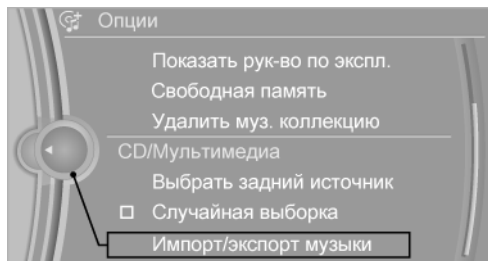 Опции
Показать рук-во по экспл.
Свободная память
Удалить муз. коллекцию
CD/Мультимедиа
Выбрать задний источник
Случайная выборка
Импорт/экспорт музыки